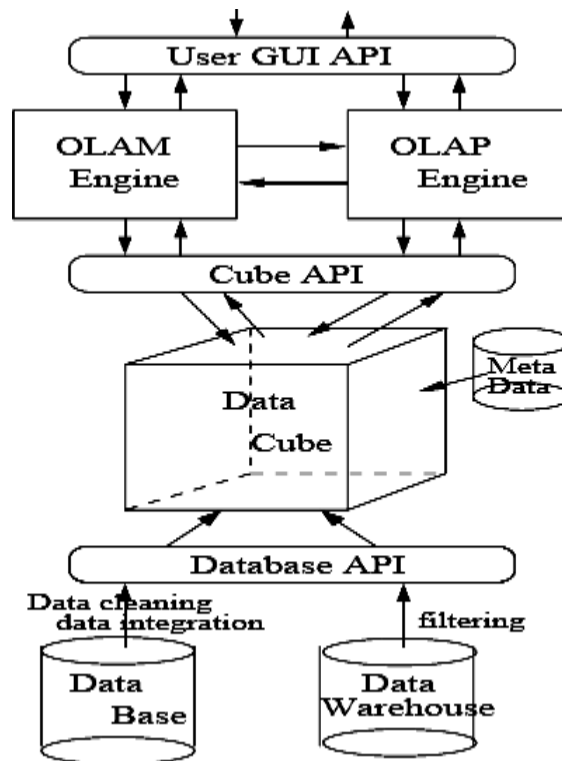 User GUI API
OLAM
Engine
OLAP
Engine
Cube API
Data
Cube
Meta
Data
Database API
Data cleaning
data integration
filtering
Data
Base
Data
Warehouse